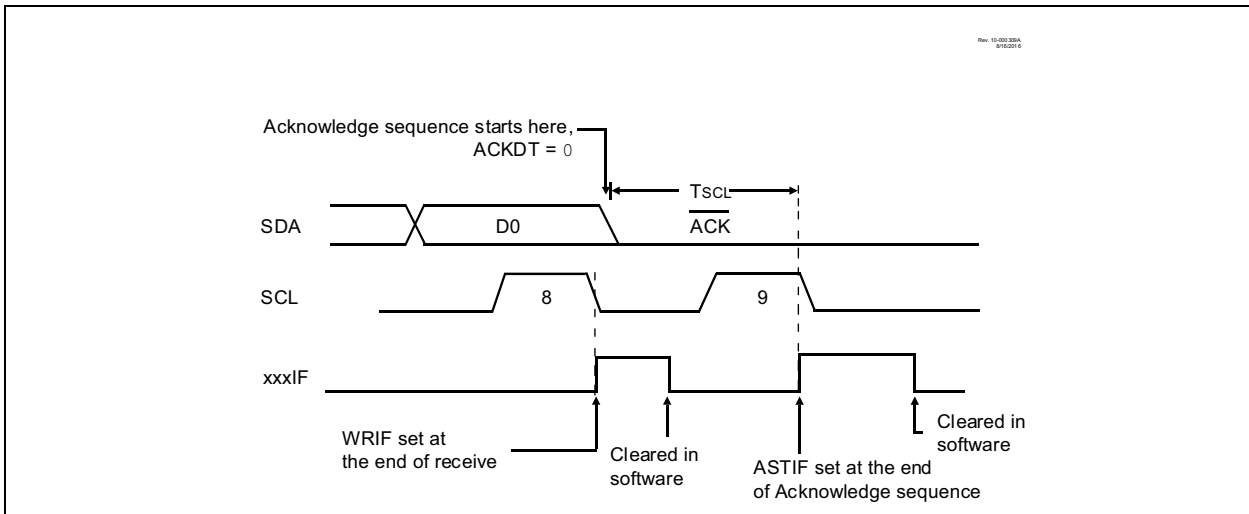 Rev. 10-000309A
8/16/2016
Acknowledge sequence starts here,
ACKDT = 0
TSCL
SDA
D0
ACK
SCL
8
9
xxxIF
WRIF set at
the end of receive
Cleared in
software
ASTIF set at the end
of Acknowledge sequence
Cleared in
software